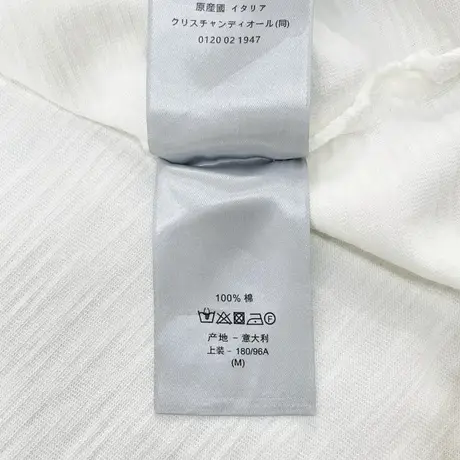 原産國 イタリア
クリスチャンディオール(同)
0120 02 1947
100% 棉
产地 – 意大利
上装 – 180/96A
(M)